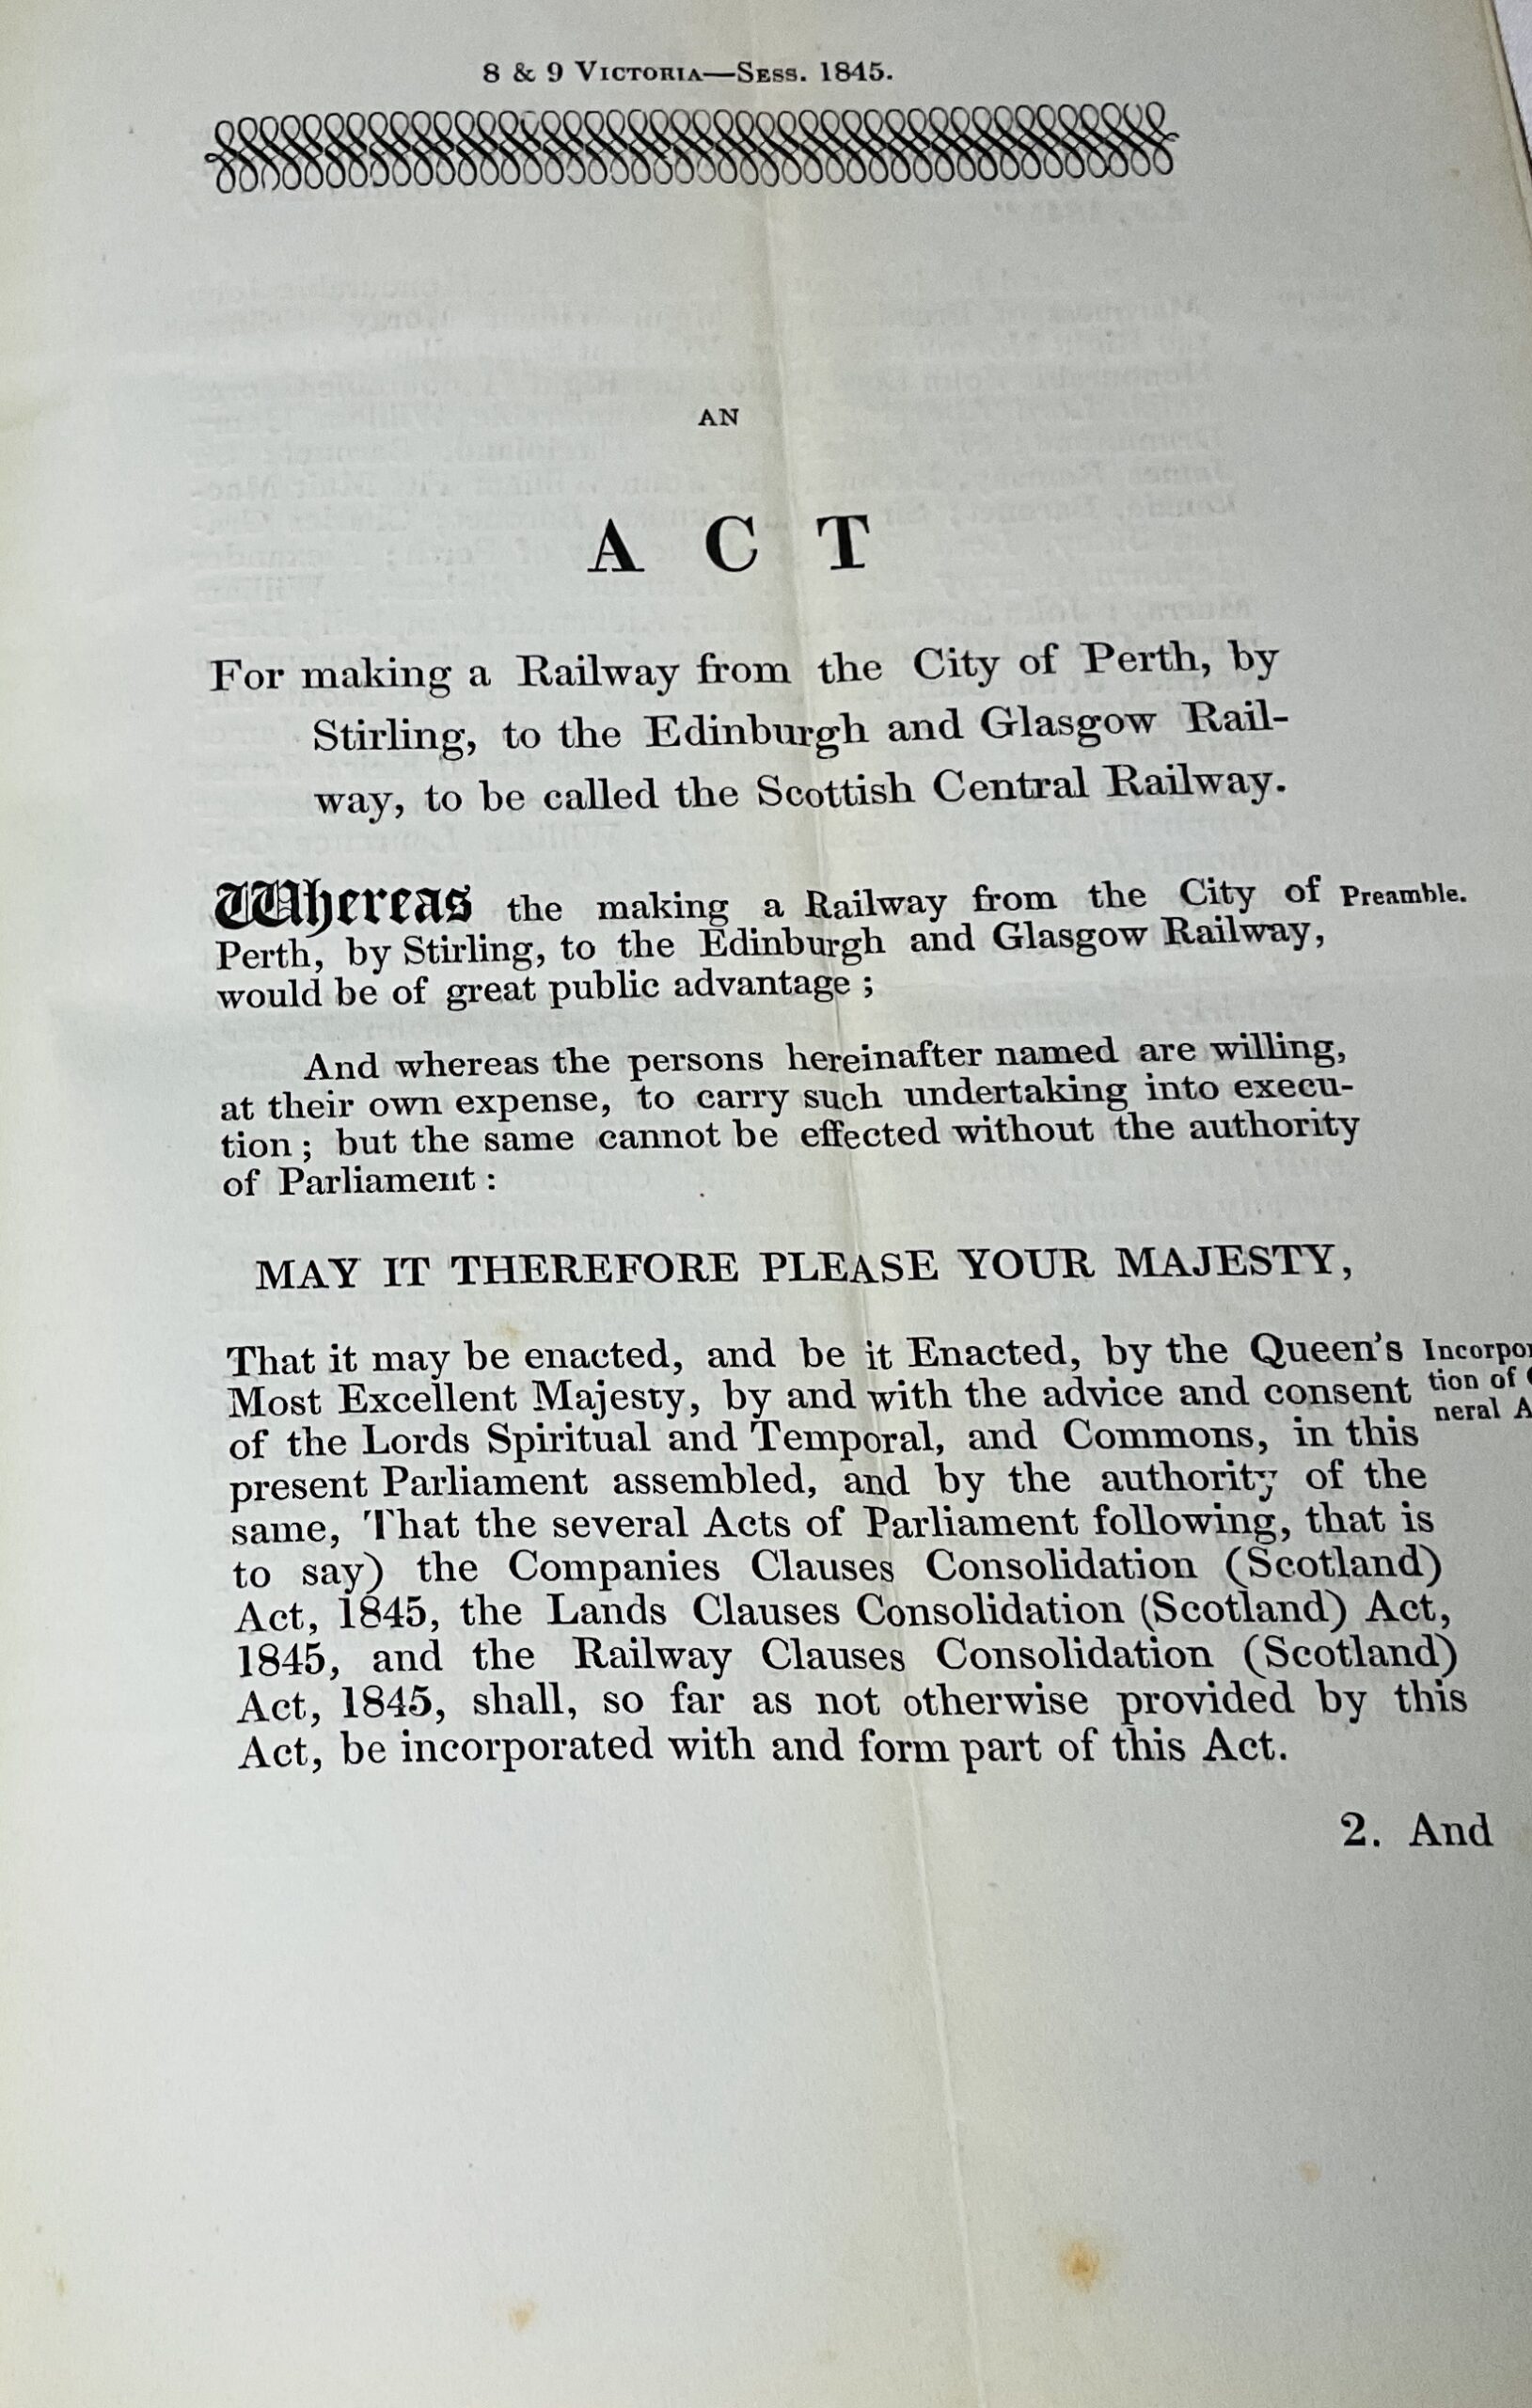 8 & 9 VICTORIA—SESS. 1845.
AN
ACT
For making a Railway from the City of Perth, by
Stirling, to the Edinburgh and Glasgow Rail-
way, to be called the Scottish Central Railway.
Whereas the making a Railway from the City of Preamble.
Perth, by Stirling, to the Edinburgh and Glasgow Railway,
would be of great public advantage ;
And whereas the persons hereinafter named are willing,
at their own expense, to carry such undertaking into execu-
tion ; but the same cannot be effected without the authority
of Parliament :
MAY IT THEREFORE PLEASE YOUR MAJESTY,
That it may be enacted, and be it Enacted, by the Queen's Incorpor
Most Excellent Majesty, by and with the advice and consent tion of
of the Lords Spiritual and Temporal, and Commons, in this neral A
present Parliament assembled, and by the authority of the
same, That the several Acts of Parliament following, that is
to say) the Companies Clauses Consolidation (Scotland)
Act, 1845, the Lands Clauses Consolidation (Scotland) Act,
1845, and the Railway Clauses Consolidation (Scotland)
Act, 1845, shall, so far as not otherwise provided by this
Act, be incorporated with and form part of this Act.
2. And